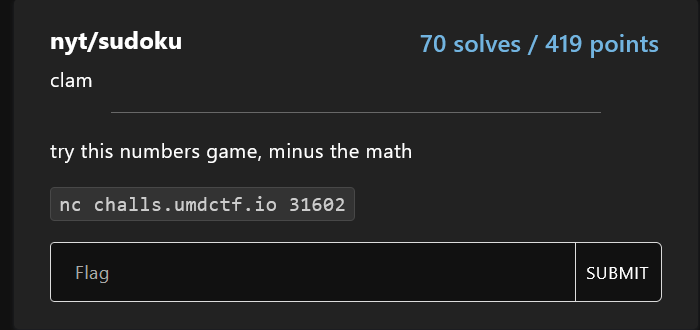 nyt/sudoku
70 solves / 419 points
clam
try this numbers game, minus the math
nc challs.umdctf.io 31602
Flag
SUBMIT